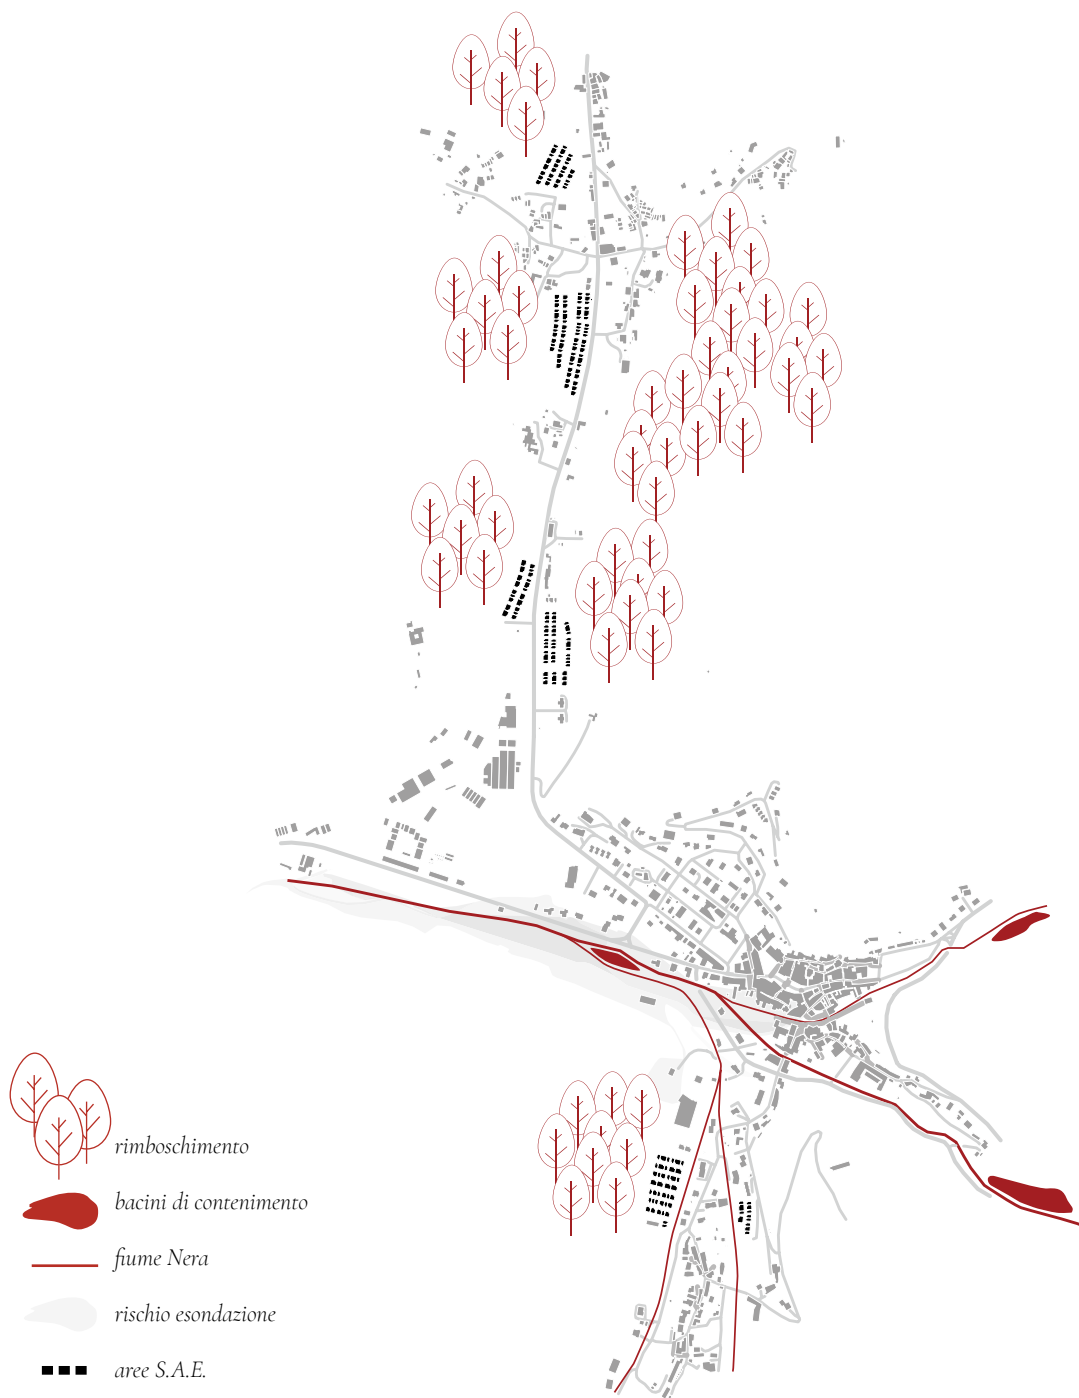 rimboschimento
bacini di contenimento
fiume Nera
rischio esondazione
aree S.A.E.